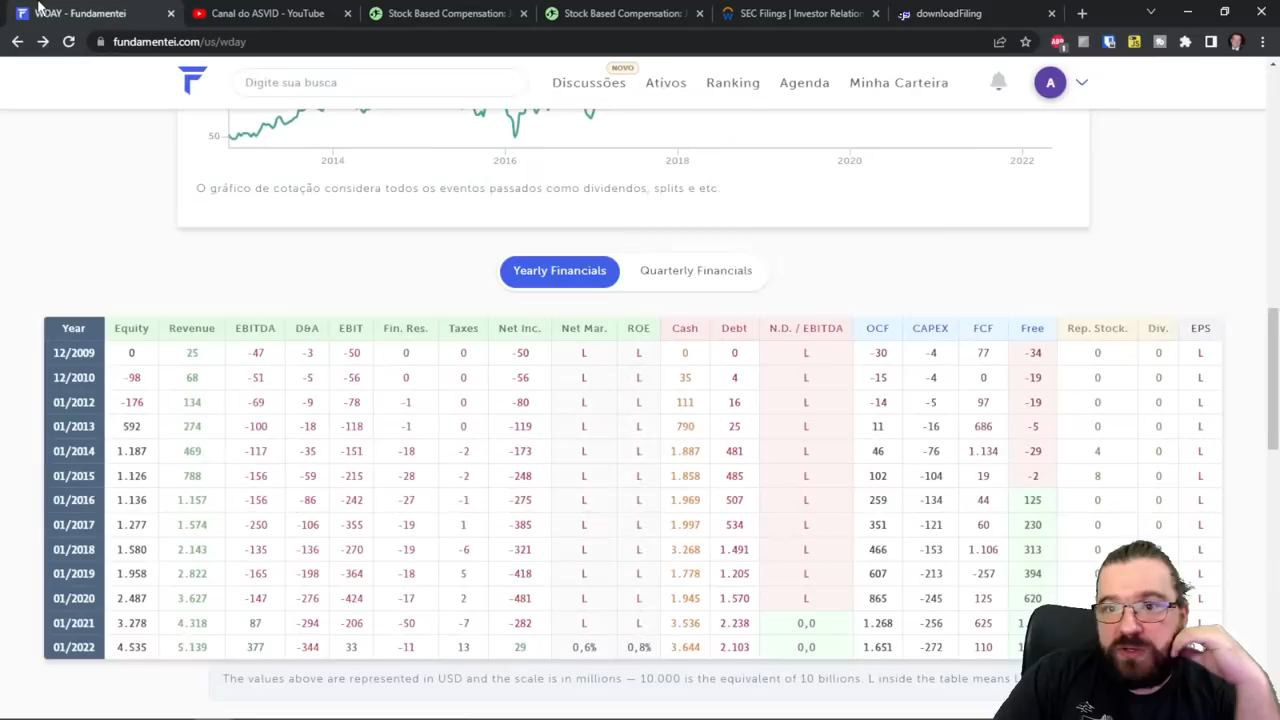 WDAY - Fundamentei
Canal do ASVID - YouTube
Stock Based Compensation:
Stock Based Compensation:
SEC Filings | Investor Relation
downloadFiling
fundamentei.com/us/wday
Digite sua busca
NOVO
Discussões Ativos Ranking Agenda Minha Carteira
A
50
2014 2016 2018 2020 2022
O gráfico de cotação considera todos os eventos passados como dividendos, splits e etc.
Yearly Financials Quarterly Financials
Year Equity Revenue EBITDA D&A EBIT Fin. Res. Taxes Net Inc. Net Mar. ROE Cash Debt N.D. / EBITDA OCF CAPEX FCF Free Rep. Stock. Div. EPS
12/2009 0 25 -47 -3 -50 0 0 -50 L L 0 0 L -30 -4 77 -34 0 0 L
12/2010 -98 68 -51 -5 -56 0 0 -56 L L 35 4 L -15 -4 0 -19 0 0 L
01/2012 -176 134 -69 -9 -78 -1 0 -80 L L 111 16 L -14 -5 97 -19 0 0 L
01/2013 592 274 -100 -18 -118 -1 0 -119 L L 790 25 L 11 -16 686 -5 0 0 L
01/2014 1.187 469 -117 -35 -151 -18 -2 -173 L L 1.887 481 L 46 -76 1.134 -29 4 0 L
01/2015 1.126 788 -156 -59 -215 -28 -2 -248 L L 1.858 485 L 102 -104 19 -2 8 0 L
01/2016 1.136 1.157 -156 -86 -242 -27 -1 -275 L L 1.969 507 L 259 -134 44 125 0 0 L
01/2017 1.277 1.574 -250 -106 -355 -19 1 -385 L L 1.997 534 L 351 -121 60 230 0 0 L
01/2018 1.580 2.143 -135 -136 -270 -19 -6 -321 L L 3.268 1.491 L 466 -153 1.106 313 0 L
01/2019 1.958 2.822 -165 -198 -364 -18 5 -418 L L 1.778 1.205 L 607 -213 -257 394 L
01/2020 2.487 3.627 -147 -276 -424 -17 2 -481 L L 1.945 1.570 L 865 -245 125 620
01/2021 3.278 4.318 87 -294 -206 -50 -7 -282 L L 3.536 2.238 0,0 1.268 -256 625
01/2022 4.535 5.139 377 -344 33 -11 13 29 0,6% 0,8% 3.644 2.103 0,0 1.651 -272 110
The values above are represented in USD and the scale is in millions — 10.000 is the equivalent of 10 billions. L inside the table means